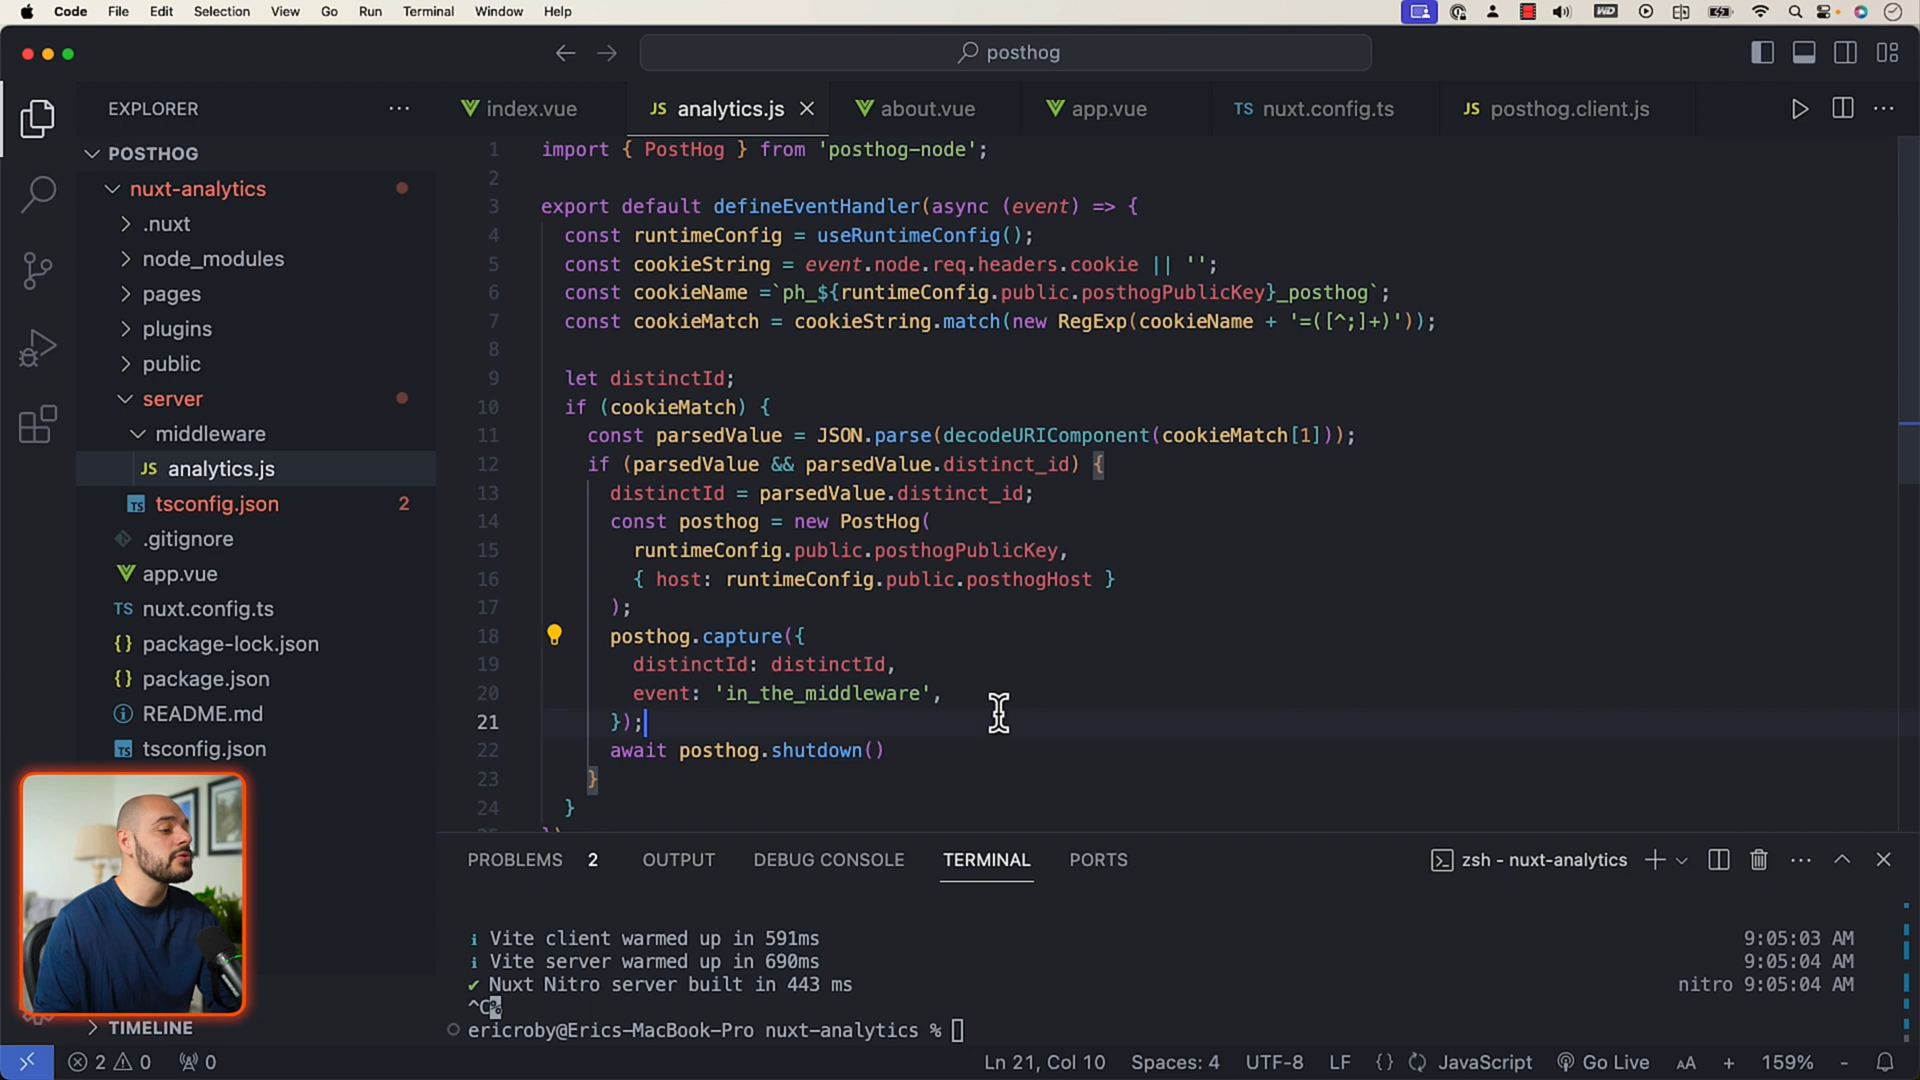 Code File Edit Selection View Go Run Terminal Window Help
posthog
EXPLORER
index.vue
JS analytics.js
about.vue
app.vue
TS nuxt.config.ts
JS posthog.client.js
POSTHOG
nuxt-analytics
.nuxt
node_modules
pages
plugins
public
server
middleware
JS analytics.js
TS tsconfig.json 2
.gitignore
app.vue
TS nuxt.config.ts
{} package-lock.json
{} package.json
README.md
TS tsconfig.json
TIMELINE
1 import { PostHog } from 'posthog-node';
2
3 export default defineEventHandler(async (event) => {
4 const runtimeConfig = useRuntimeConfig();
5 const cookieString = event.node.req.headers.cookie || '';
6 const cookieName =`ph_${runtimeConfig.public.posthogPublicKey}_posthog`;
7 const cookieMatch = cookieString.match(new RegExp(cookieName + '=([^;]+)'));
8
9 let distinctId;
10 if (cookieMatch) {
11 const parsedValue = JSON.parse(decodeURIComponent(cookieMatch[1]));
12 if (parsedValue && parsedValue.distinct_id) {
13 distinctId = parsedValue.distinct_id;
14 const posthog = new PostHog(
15 runtimeConfig.public.posthogPublicKey,
16 { host: runtimeConfig.public.posthogHost }
17 );
18 posthog.capture({
19 distinctId: distinctId,
20 event: 'in_the_middleware',
21 });
22 await posthog.shutdown()
23 }
24 }
PROBLEMS 2 OUTPUT DEBUG CONSOLE TERMINAL PORTS
zsh - nuxt-analytics
i Vite client warmed up in 591ms 9:05:03 AM
i Vite server warmed up in 690ms 9:05:04 AM
✔ Nuxt Nitro server built in 443 ms nitro 9:05:04 AM
^C%
ericroby@Erics-MacBook-Pro nuxt-analytics %
2 0 0
Ln 21, Col 10 Spaces: 4 UTF-8 LF {} JavaScript Go Live AA + 159% -